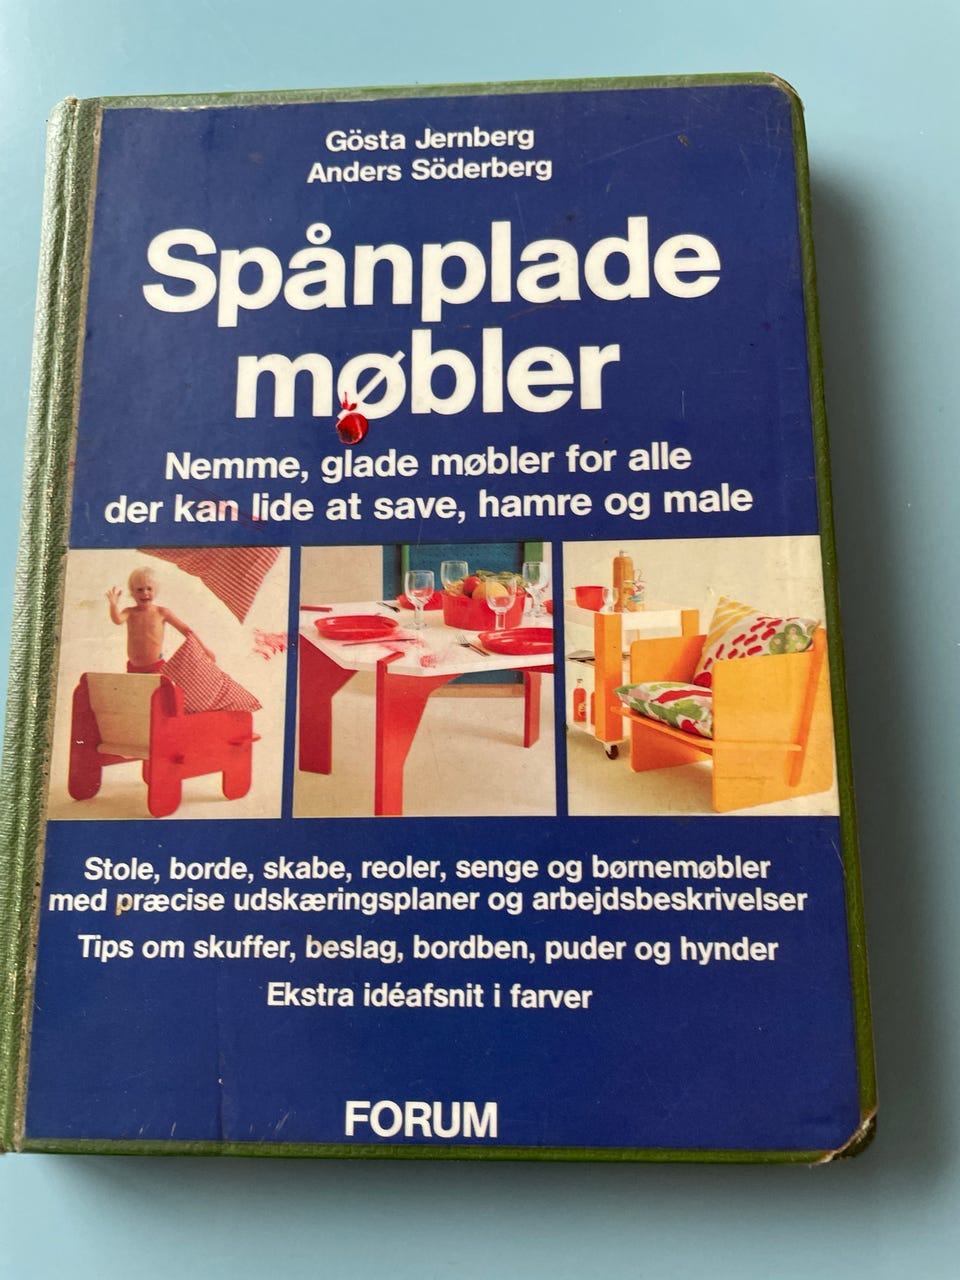 Gösta Jernberg
Anders Söderberg
Spånplade
møbler
Nemme, glade møbler for alle
der kan lide at save, hamre og male
Stole, borde, skabe, reoler, senge og børnemøbler
med præcise udskæringsplaner og arbejdsbeskrivelser
Tips om skuffer, beslag, bordben, puder og hynder
Ekstra idéafsnit i farver
FORUM